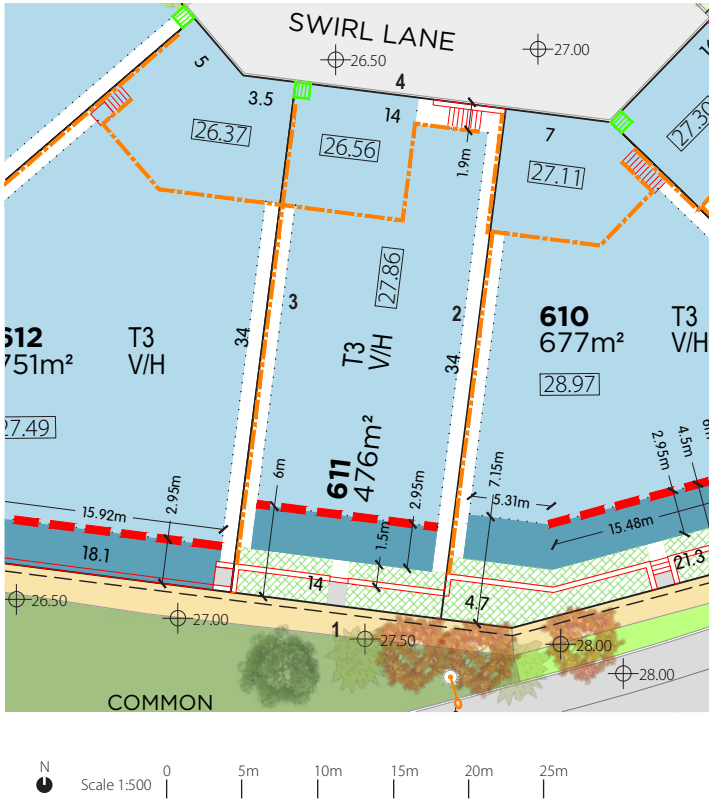 SWIRL LANE
26.50
27.00
5
4
3.5
14
7
26.37
26.56
1.9m
27.11
27.30
27.86
3
2
34
34
612
751m²
T3
V/H
T3
V/H
610
677m²
T3
V/H
28.97
27.49
611
476m²
15.92m
2.95m
6m
2.95m
1.5m
7.15m
5.31m
2.95m
4.5m
15.48m
18.1
14
4.7
21.3
26.50
27.00
1
27.50
28.00
28.00
COMMON
N
Scale 1:500
0 5m 10m 15m 20m 25m